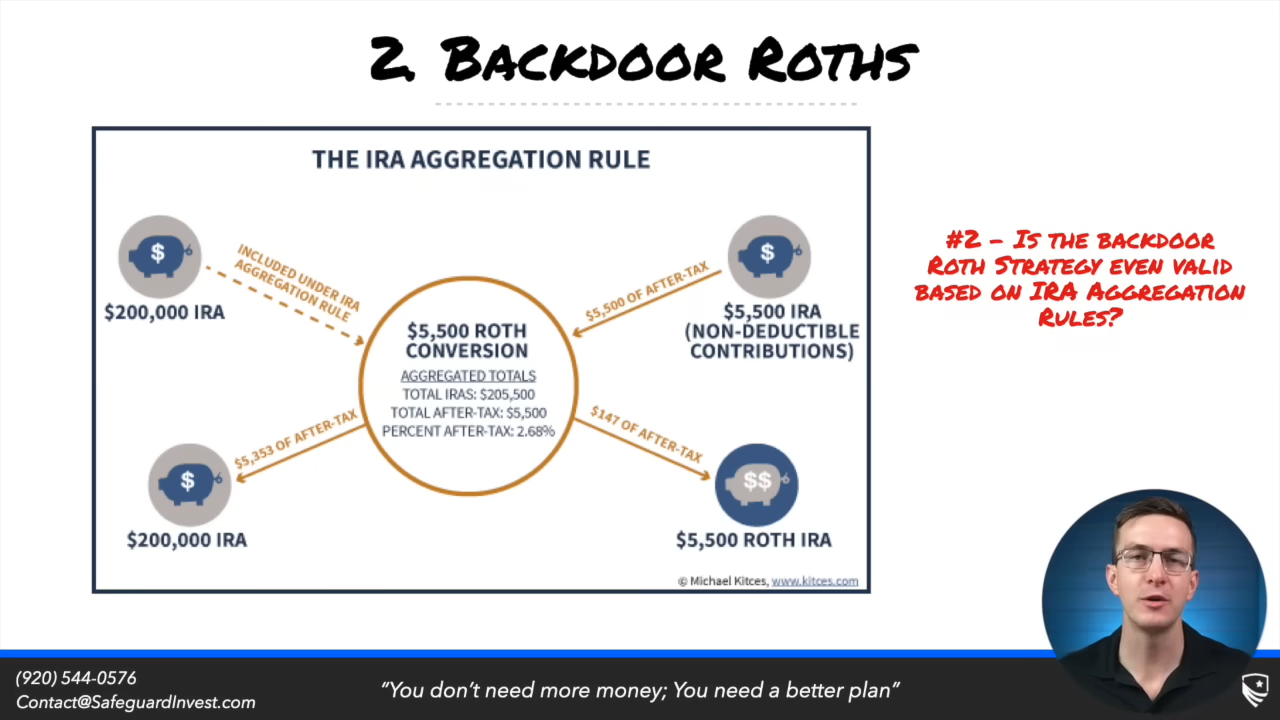 2. Backdoor Roths
THE IRA AGGREGATION RULE
$
$200,000 IRA
INCLUDED UNDER IRA
AGGREGATION RULE
$5,500 OF AFTER-TAX
$
$5,500 IRA
(NON-DEDUCTIBLE
CONTRIBUTIONS)
$5,500 ROTH
CONVERSION
AGGREGATED TOTALS
TOTAL IRAS: $205,500
TOTAL AFTER-TAX: $5,500
PERCENT AFTER-TAX: 2.68%
$5,353 OF AFTER-TAX
$
$200,000 IRA
$147 OF AFTER-TAX
$$
$5,500 ROTH IRA
© Michael Kitces, www.kitces.com
#2 - Is the backdoor
Roth Strategy even valid
based on IRA Aggregation
Rules?
(920) 544-0576
Contact@SafeguardInvest.com
“You don’t need more money; You need a better plan”